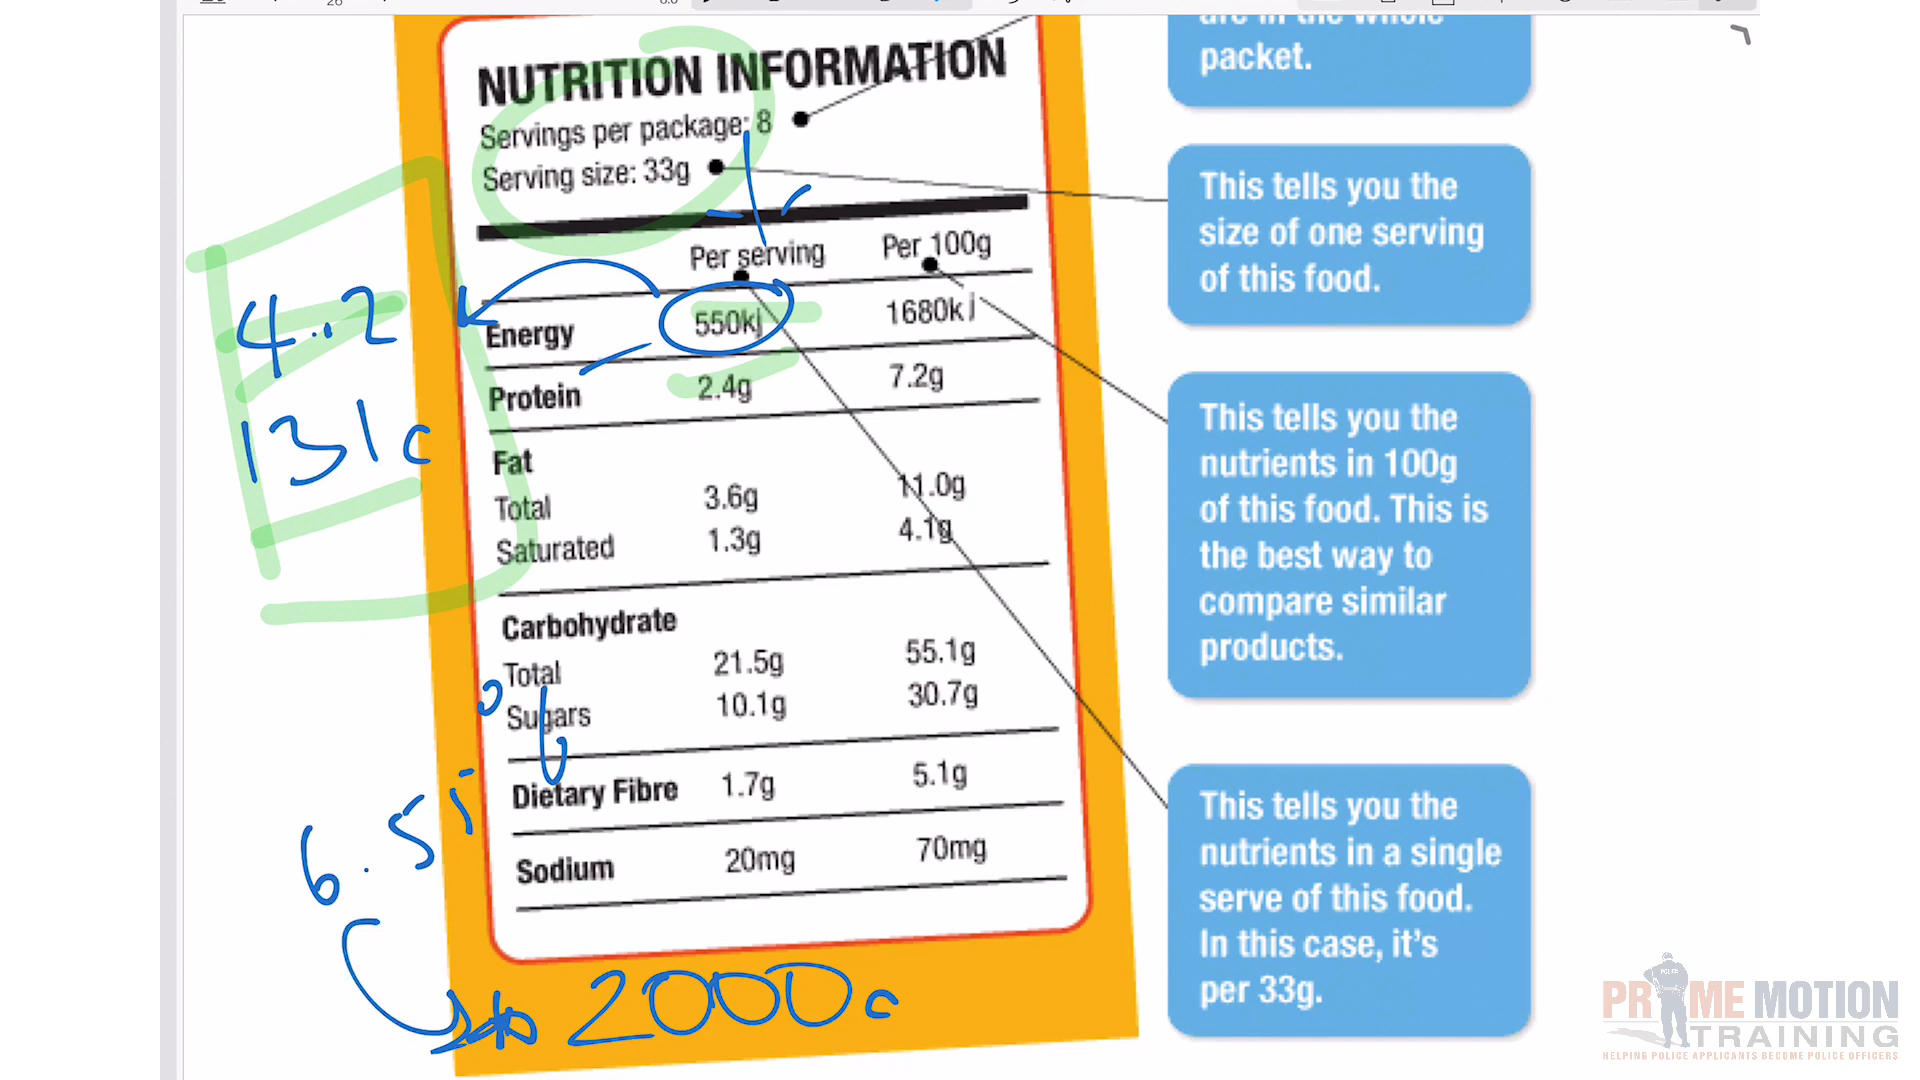 are in the whole
packet.
NUTRITION INFORMATION
Servings per package: 8
Serving size: 33g
This tells you the
size of one serving
of this food.
Per serving Per 100g
Energy 550kj 1680kj
Protein 2.4g 7.2g
Fat
Total 3.6g 11.0g
Saturated 1.3g 4.1g
Carbohydrate
Total 21.5g 55.1g
Sugars 10.1g 30.7g
Dietary Fibre 1.7g 5.1g
Sodium 20mg 70mg
This tells you the
nutrients in 100g
of this food. This is
the best way to
compare similar
products.
This tells you the
nutrients in a single
serve of this food.
In this case, it's
per 33g.
4.2
131c
6.5
2000c
POLICE
PRIME MOTION
TRAINING
HELPING POLICE APPLICANTS BECOME POLICE OFFICERS